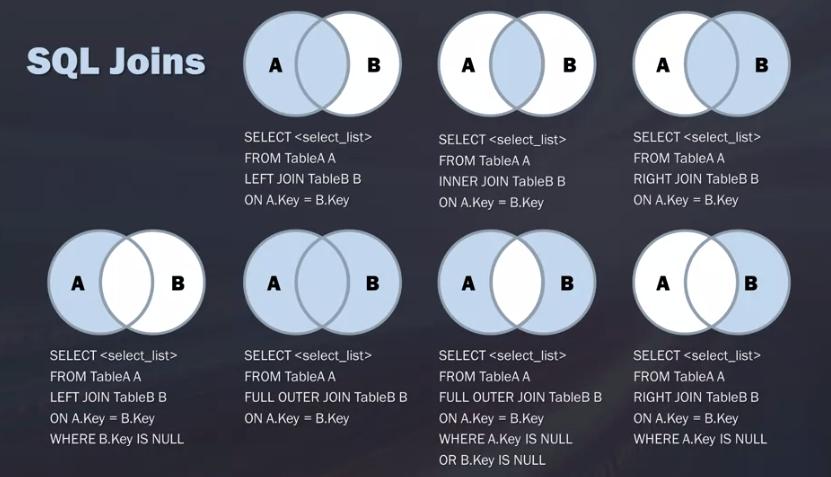 SQL Joins
A B
SELECT <select_list>
FROM TableA A
LEFT JOIN TableB B
ON A.Key = B.Key
A B
SELECT <select_list>
FROM TableA A
INNER JOIN TableB B
ON A.Key = B.Key
A B
SELECT <select_list>
FROM TableA A
RIGHT JOIN TableB B
ON A.Key = B.Key
A B
SELECT <select_list>
FROM TableA A
LEFT JOIN TableB B
ON A.Key = B.Key
WHERE B.Key IS NULL
A B
SELECT <select_list>
FROM TableA A
FULL OUTER JOIN TableB B
ON A.Key = B.Key
A B
SELECT <select_list>
FROM TableA A
FULL OUTER JOIN TableB B
ON A.Key = B.Key
WHERE A.Key IS NULL
OR B.Key IS NULL
A B
SELECT <select_list>
FROM TableA A
RIGHT JOIN TableB B
ON A.Key = B.Key
WHERE A.Key IS NULL